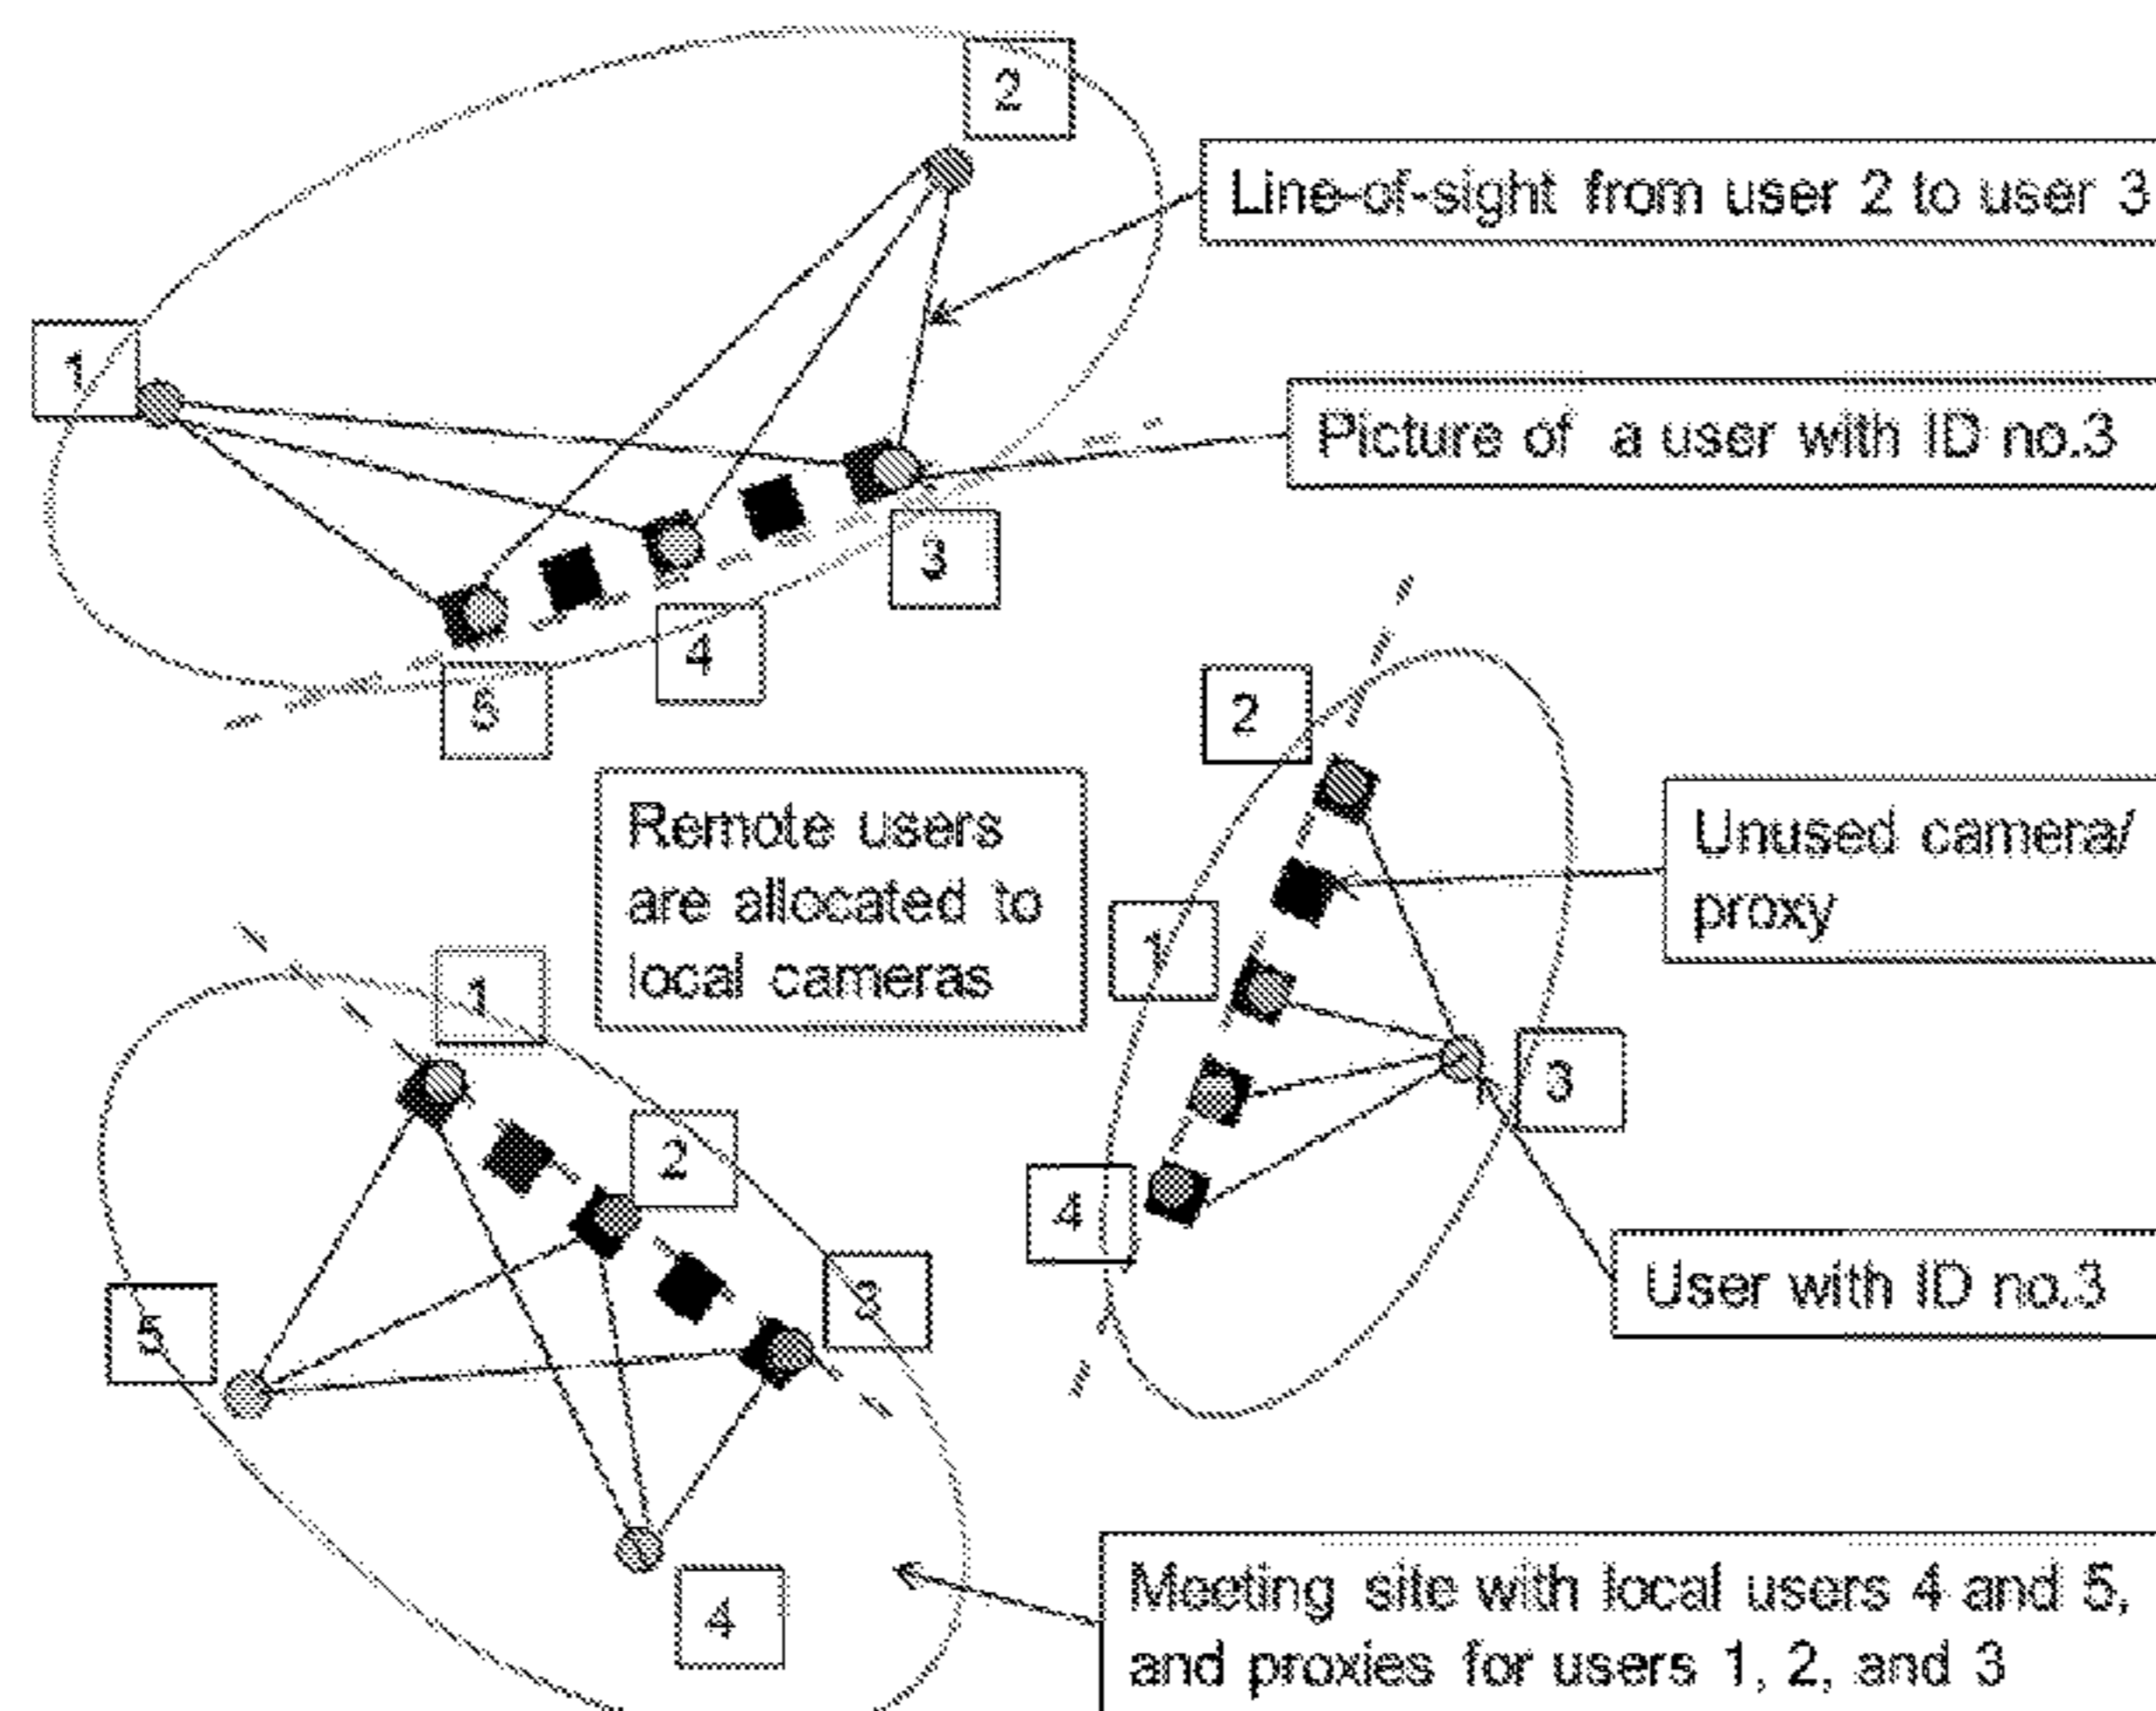 2
Line-of-sight from user 2 to user 3
1
Picture of a user with ID no.3
3
4
5
2
Remote users
are allocated to
local cameras
Unused camera/
proxy
1
1
2
3
4
3
5
User with ID no.3
4
Meeting site with local users 4 and 5,
and proxies for users 1, 2, and 3